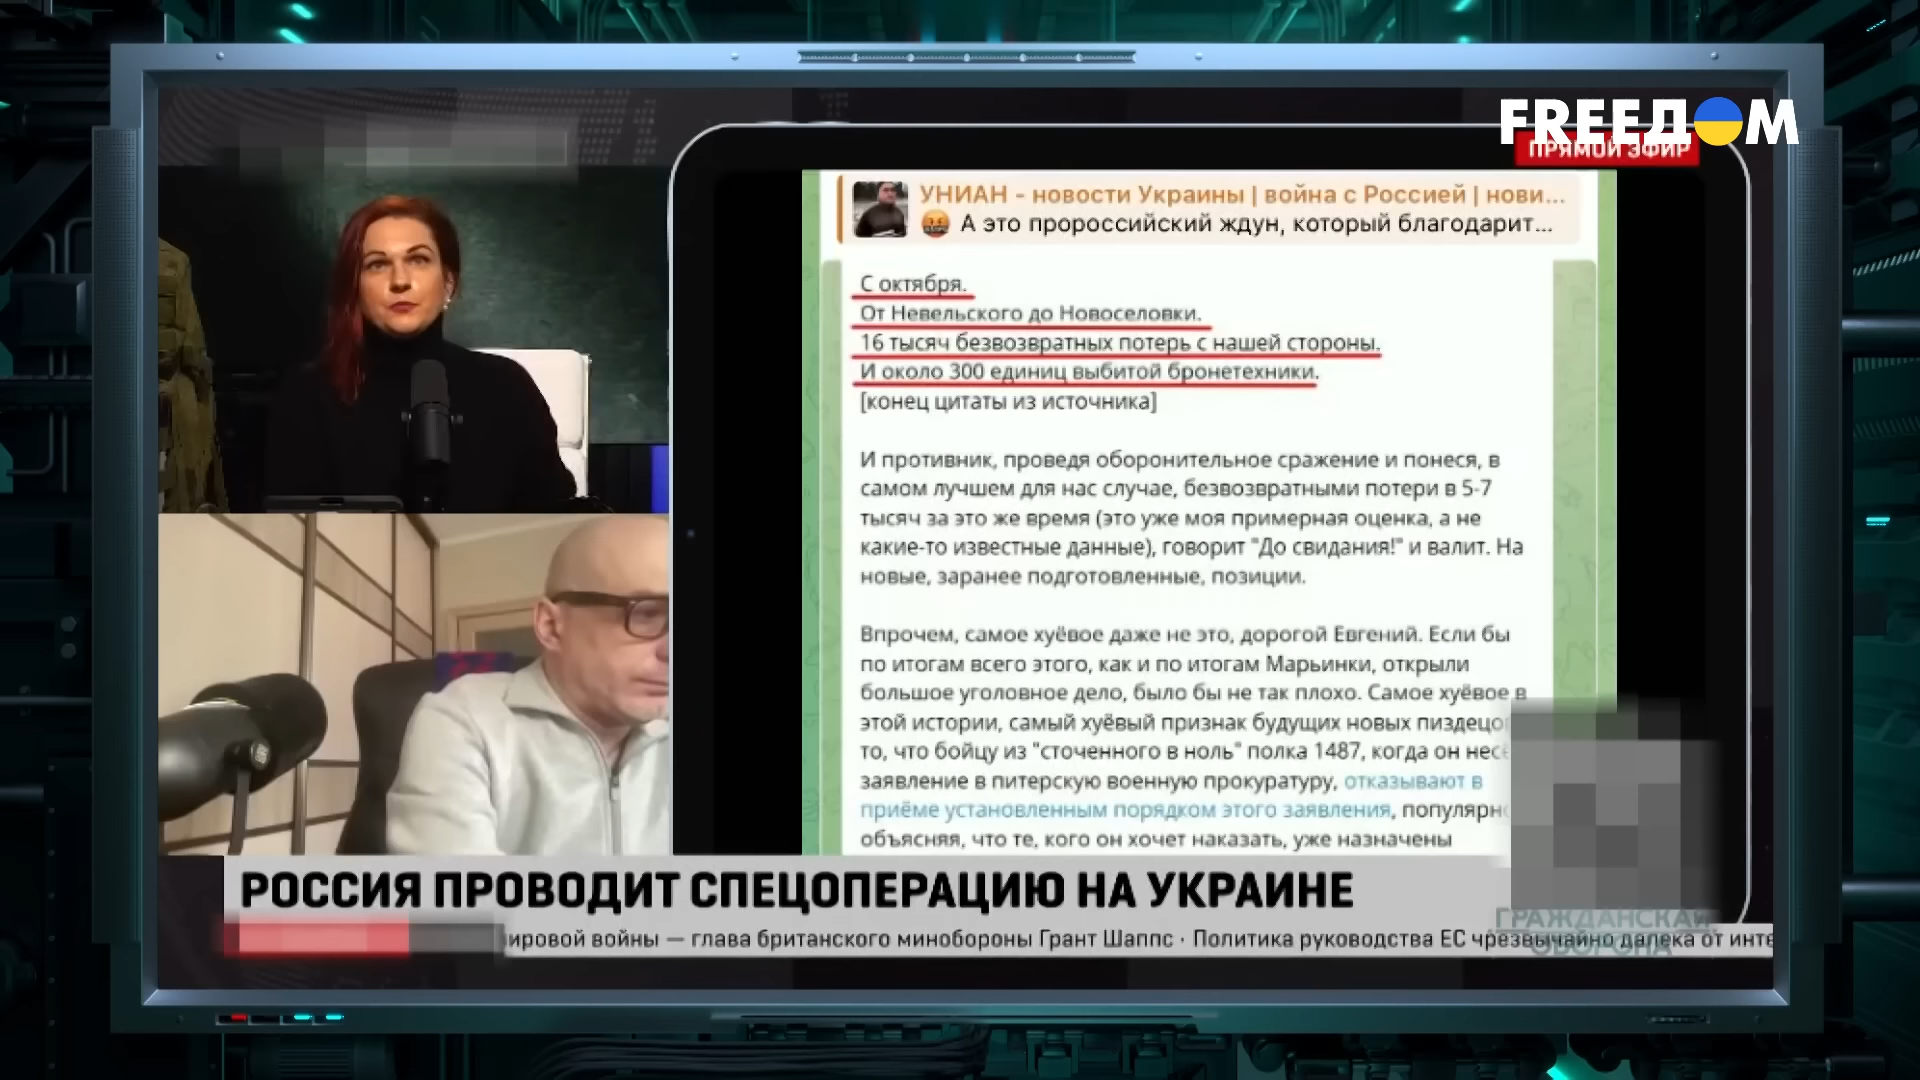 FREEДOM
ПРЯМОЙ ЭФИР
УНИАН - новости Украины | война с Россией | нови...
А это пророссийский ждун, который благодарит...
С октября.
От Невельского до Новоселовки.
16 тысяч безвозвратных потерь с нашей стороны.
И около 300 единиц выбитой бронетехники.
[конец цитаты из источника]
И противник, проведя оборонительное сражение и понеся, в
самом лучшем для нас случае, безвозвратными потери в 5-7
тысяч за это же время (это уже моя примерная оценка, а не
какие-то известные данные), говорит "До свидания!" и валит. На
новые, заранее подготовленные, позиции.
Впрочем, самое хуёвое даже не это, дорогой Евгений. Если бы
по итогам всего этого, как и по итогам Марьинки, открыли
большое уголовное дело, было бы не так плохо. Самое хуёвое в
этой истории, самый хуёвый признак будущих новых пиздецо
то, что бойцу из "сточенного в ноль" полка 1487, когда он несё
заявление в питерскую военную прокуратуру, отказывают в
приёме установленным порядком этого заявления, популярно
объясняя, что те, кого он хочет наказать, уже назначены
РОССИЯ ПРОВОДИТ СПЕЦОПЕРАЦИЮ НА УКРАИНЕ
ировой войны — глава британского минобороны Грант Шаппс · Политика руководства ЕС чрезвычайно далека от инте
ГРАЖДАНСКАЯ
ОБОРОНА